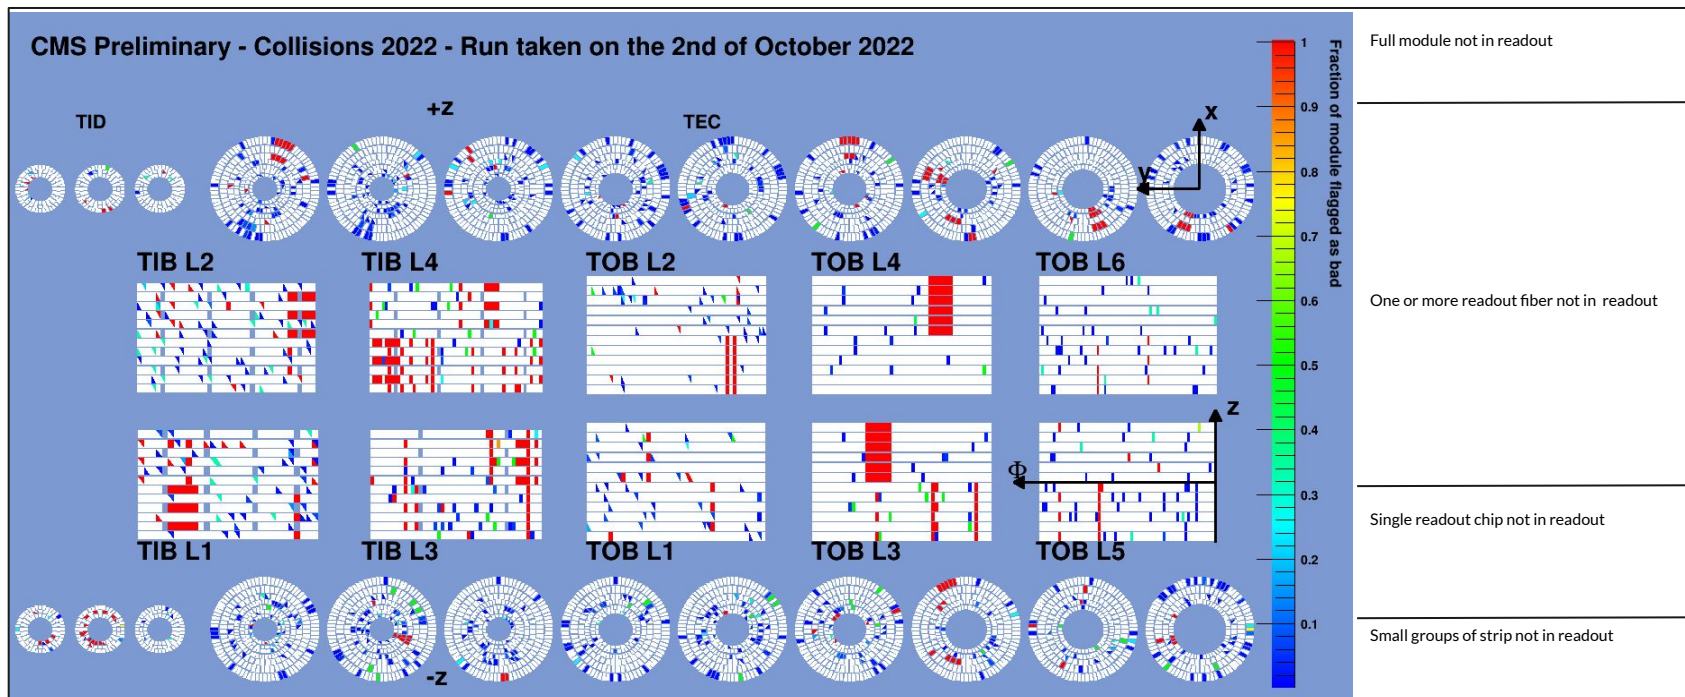 CMS Preliminary - Collisions 2022 - Run taken on the 2nd of October 2022
Full module not in readout
1
Fraction of module flagged as bad
0.9
+z
TID
TEC
x
0.8
y
0.7
TIB L2
TIB L4
TOB L2
TOB L4
TOB L6
One or more readout fiber not in  readout
0.6
0.5
0.4
z
Φ
0.3
Single readout chip not in readout
TIB L1
TIB L3
TOB L1
TOB L3
TOB L5
0.2
0.1
Small groups of strip not in readout
-z